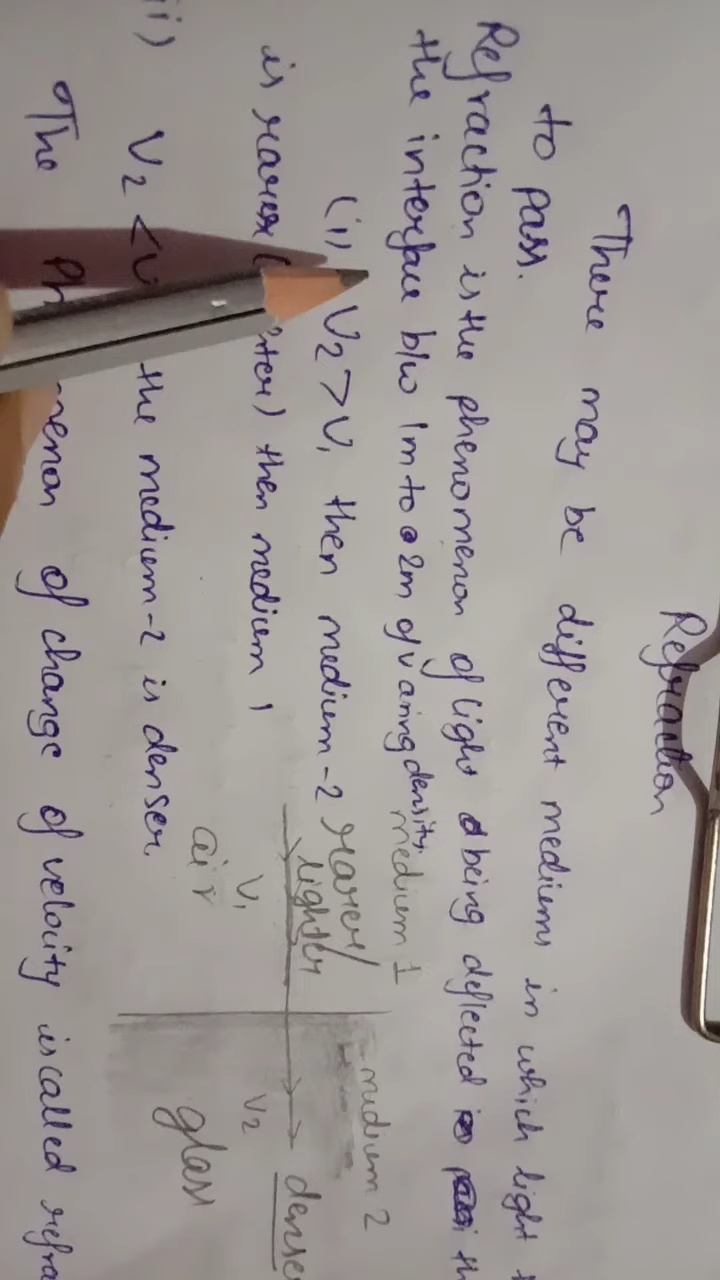 Refraction
There may be different mediums in which light
to pass.
Refraction is the phenomenon of light being deflected
the interface b/w 1m to 2m of varing density.
(i) V2 > V1 then medium-2
is rarer then medium 1
ii) V2 < the medium-2 is denser.
The of change of velocity is called refra
medium 1
medium 2
rarer/
lighter
denser
V1
V2
air
glass